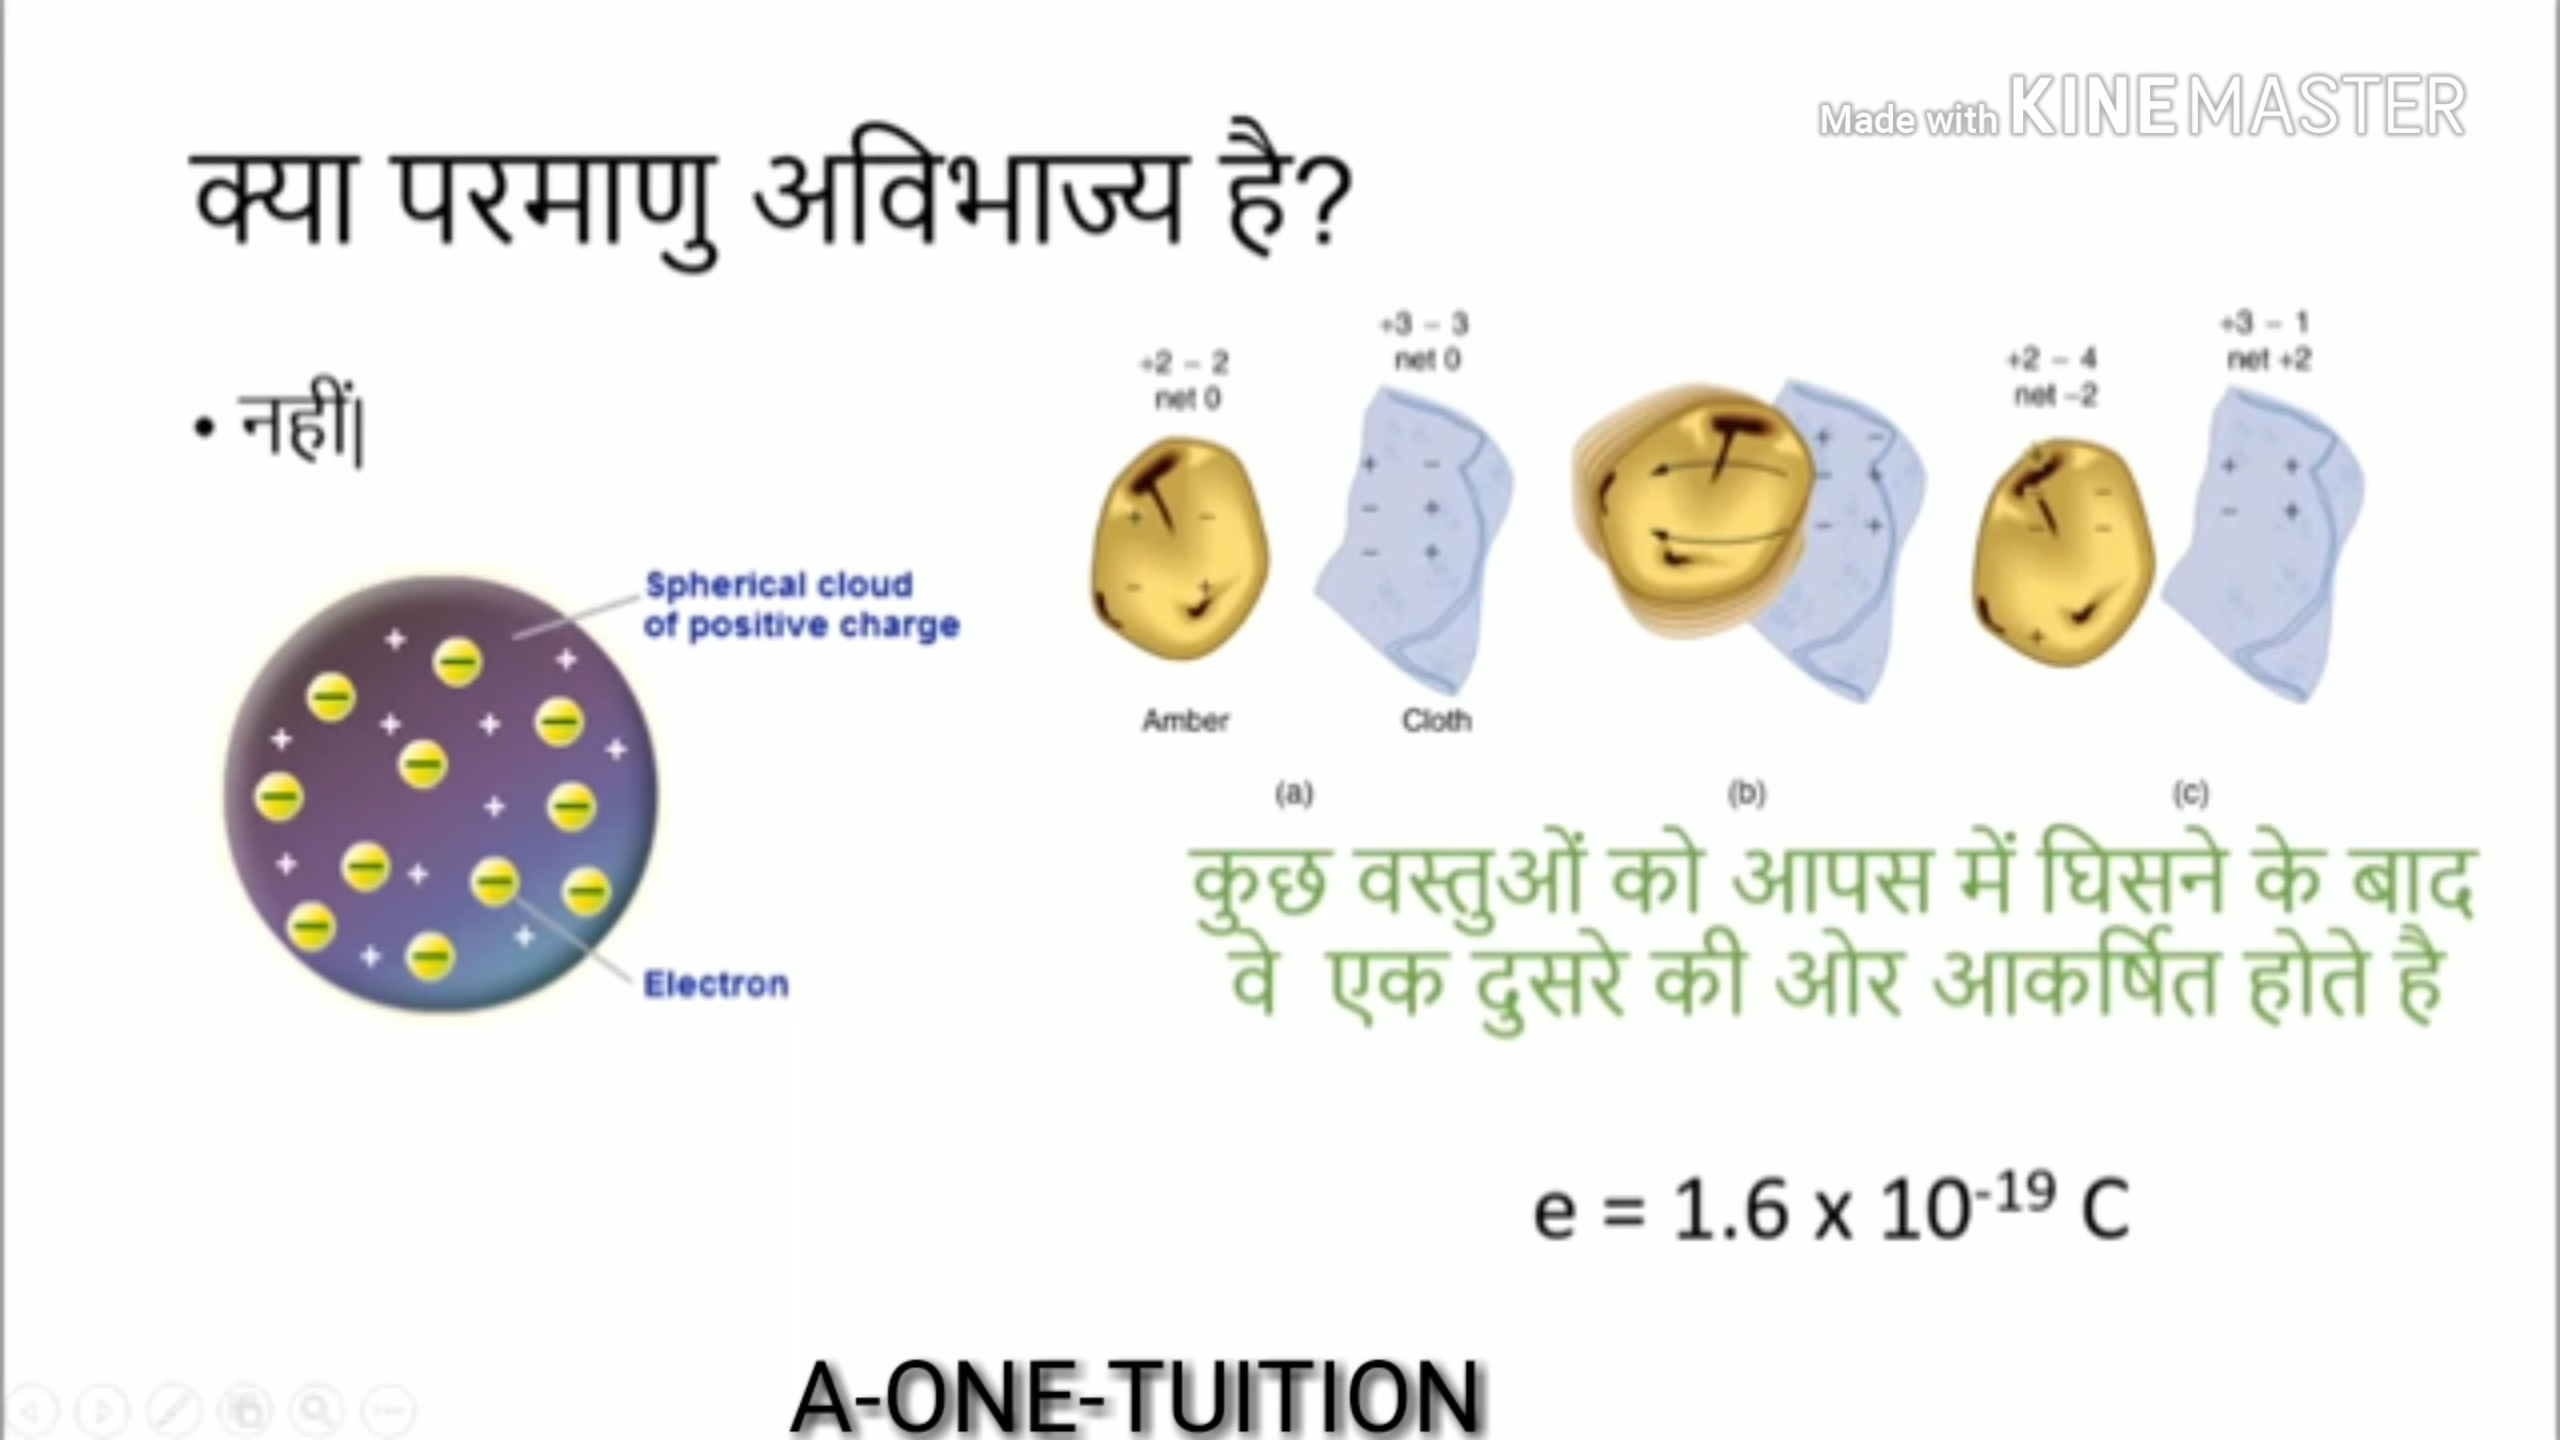 Made with KINEMASTER
क्या परमाणु अविभाज्य है?
• नहीं|
Spherical cloud
of positive charge
Electron
+2 – 2
net 0
+3 – 3
net 0
+2 – 4
net –2
+3 – 1
net +2
Amber
Cloth
(a)
(b)
(c)
कुछ वस्तुओं को आपस में घिसने के बाद
वे एक दुसरे की ओर आकर्षित होते है
e = 1.6 x 10⁻¹⁹ C
A-ONE-TUITION